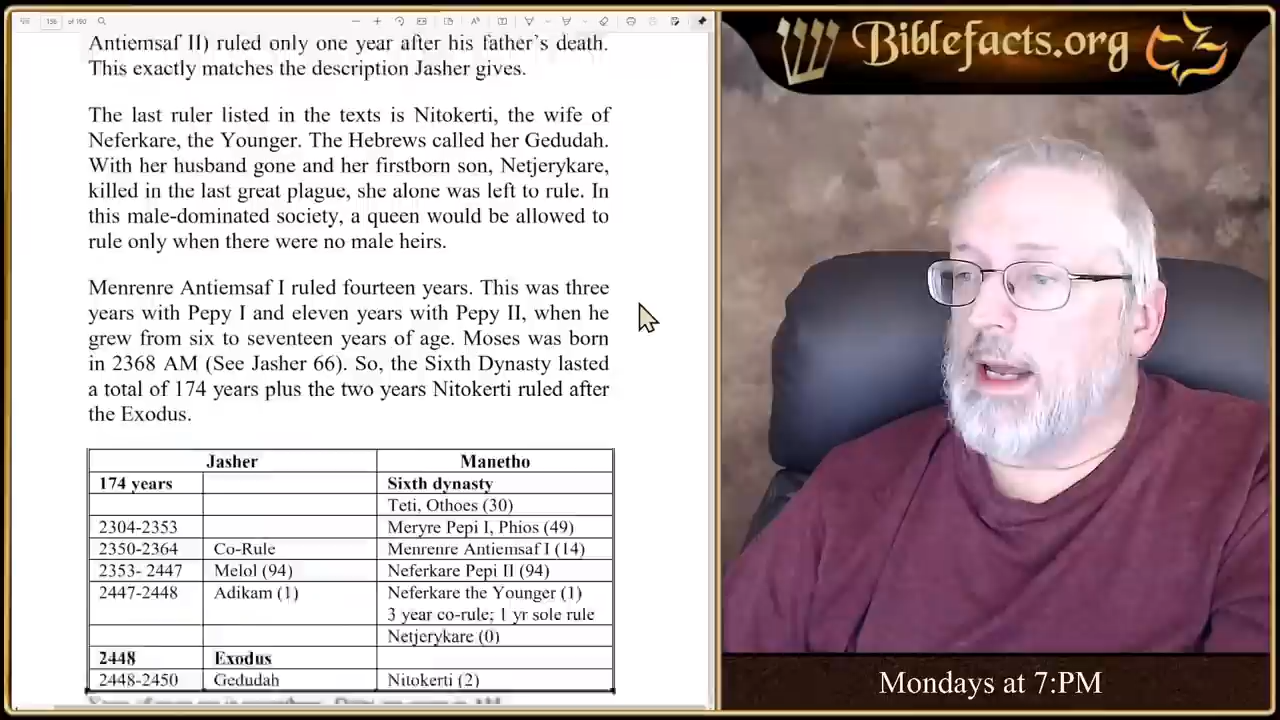 156 of 190
Biblefacts.org
Antiemsaf II) ruled only one year after his father's death.
This exactly matches the description Jasher gives.
The last ruler listed in the texts is Nitokerti, the wife of
Neferkare, the Younger. The Hebrews called her Gedudah.
With her husband gone and her firstborn son, Netjerykare,
killed in the last great plague, she alone was left to rule. In
this male-dominated society, a queen would be allowed to
rule only when there were no male heirs.
Menrenre Antiemsaf I ruled fourteen years. This was three
years with Pepy I and eleven years with Pepy II, when he
grew from six to seventeen years of age. Moses was born
in 2368 AM (See Jasher 66). So, the Sixth Dynasty lasted
a total of 174 years plus the two years Nitokerti ruled after
the Exodus.
Jasher Manetho
174 years Sixth dynasty
Teti, Othoes (30)
2304-2353 Meryre Pepi I, Phios (49)
2350-2364 Co-Rule Menrenre Antiemsaf I (14)
2353- 2447 Melol (94) Neferkare Pepi II (94)
2447-2448 Adikam (1) Neferkare the Younger (1)
3 year co-rule; 1 yr sole rule
Netjerykare (0)
2448 Exodus
2448-2450 Gedudah Nitokerti (2)
Mondays at 7:PM